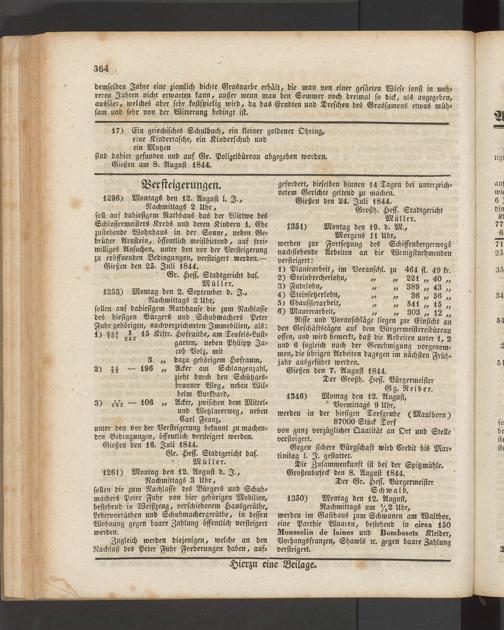 364
demselben Jahre eine ziemlich dichte Grasnarbe erhält, die man von einer gesäeten Wiese sonst in meh-
reren Jahren nicht erwarten kann, außer wenn man den Sommer noch dreimal so dick, als angegeben,
aussäet, welches aber sehr kostspielig wird, da das Erndten und Dreschen des Grassamens etwas müh-
sam und sehr von der Witterung bedingt ist.
17) Ein griechisches Schulbuch, ein kleiner goldener Ohring,
eine Kindertasche, ein Kinderschuh und
ein Mutzen
sind dahier gefunden und auf Gr. Polizeibüreau abgegeben worden.
Gießen am 8. August 1844.
Versteigerungen.
1296) Montags den 12. August l. J.,
Nachmittags 2 Uhr,
soll auf dabiesigem Rathhaus das der Wittwe des
Schlossermeisters Krebs und deren Kindern 1. Ehe
zustehende Wohnhaus in der Sonne, neben Ge-
brüder Arnstein, öffentlich meistbietend, auf frei-
williges Ansuchen, unter den vor der Versteigerung
zu eröffnenden Bedingungen, versteigert werden.—
Gießen den 25. Juli 1844.
Gr. Hess. Stadtgericht das.
Müller.
1253) Montag den 2. September d. J.,
Nachmittags 2 Uhr,
sollen auf dahiesigem Rathhause die zum Nachlasse
des hiesigen Bürgers und Schuhmachers Peter
Fuhr gehörigen, nachverzeichneten Immobilien, als:
1) 15 Klftr. Hofraithe, am Teufels-Lust-
garten, neben Philipp Ja-
cob Volz, mit
3 „ dazu gehörigem Hofraum,
2) — 196 „ Acker am Schlangenzahl,
zieht durch den Schützges-
brunner Weg, neben Wil-
helm Burkhard,
3) — 106 „ Acker, zwischen dem Mittel-
und Wetzlarerweg, neben
Carl Franz,
unter den vor der Versteigerung bekannt zu machen-
den Bedingungen, öffentlich versteigert werden.
Gießen den 16. Juli 1844.
Gr. Hess. Stadtgericht das.
Müller.
1261) Montag den 12. August d. J.,
Nachmittags 3 Uhr,
sollen die zum Nachlasse des Bürgers und Schuh-
machers Peter Fuhr von hier gehörigen Mobilien,
bestehend in Weißzeug, verschiedenem Hausgeräthe,
Ledervorräthen und Schuhmachergeräthe, in dessen
Wohnung gegen baare Zahlung öffentlich versteigert
werden.
Zugleich werden diejenigen, welche an den
Nachlaß des Peter Fuhr Forderungen haben, auf-
gefordert, dieselben binnen 14 Tagen bei unterzeich-
netem Gerichte geltend zu machen.
Gießen den 24. Juli 1844.
Großh. Hess. Stadtgericht
Müller.
1351) Montag den 19. d. M.,
Morgens 11 Uhr,
werden zur Fortsetzung des Schiffenbergerwegs
nachstehende Arbeiten an die Wenigstnehmenden
versteigert:
1) Planirarbeit, im Voranschl. zu 464 fl. 49 kr.
2) Steinbrecherlohn, „ „ 221 „ 40 „
3) Fuhrlohn, „ „ 389 „ 43 „
4) Steinsetzerlohn, „ „ 36 „ 56 „
5) Chaussierarbeit, „ „ 541 „ 15 „
6) Maurerarbeit, „ „ 303 „ 12 „
Risse und Voranschläge liegen zur Einsicht an
den Geschäftstägen auf dem Bürgermeistereibüreau
offen, und wird bemerkt, daß die Arbeiten unter 1, 2
und 6 sogleich nach der Genehmigung vorgenom-
men, die übrigen Arbeiten dagegen im nächsten Früh-
jahr ausgeführt werden.
Gießen den 7. August 1844.
Der Großh. Hess. Bürgermeister
Gg. Reiber.
1346) Montag den 12. August,
Vormittags 9 Uhr,
werden in der hiesigen Torfgrube (Maulborn)
87000 Stück Torf
von ganz vorzüglicher Qualität an Ort und Stelle
versteigert.
Gegen sichere Bürgschaft wird Credit bis Mar-
tinitag l. J. gestattet.
Die Zusammenkunft ist bei der Spitzmühle.
Großenbuseck den 8. August 1844.
Der Gr. Hess. Bürgermeister
Schwalb.
1350) Montag den 12. August,
Nachmittags um ½2 Uhr,
werden im Gasthaus zum Schwanen am Wallthor,
eine Parthie Waaren, bestehend in circa 150
Mousselin de laines und Bombasets Kleider,
Vorhangsfranzen, Shawls ꝛc. gegen baare Zahlung
versteigert.
Hierzu eine Beilage.